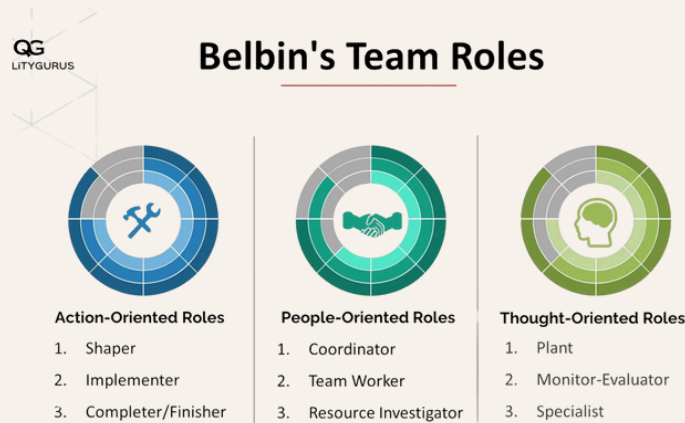 QG
LiTYGURUS
Belbin's Team Roles
Action-Oriented Roles
1. Shaper
2. Implementer
3. Completer/Finisher
People-Oriented Roles
1. Coordinator
2. Team Worker
3. Resource Investigator
Thought-Oriented Roles
1. Plant
2. Monitor-Evaluator
3. Specialist